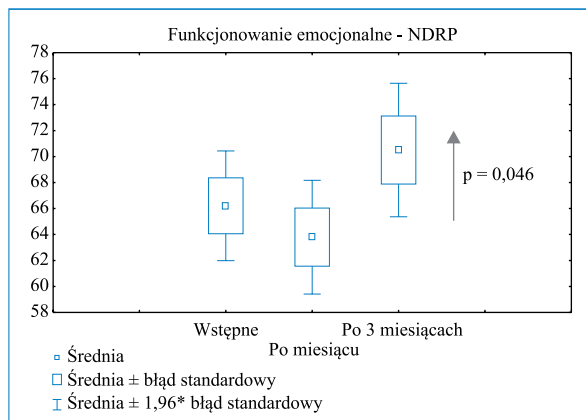 Funkcjonowanie emocjonalne - NDRP
78
76
74
72
70
68
66
64
62
60
58
p = 0,046
Wstępne
Po 3 miesiącach
Po miesiącu
Średnia
Średnia ± błąd standardowy
Średnia ± 1,96* błąd standardowy